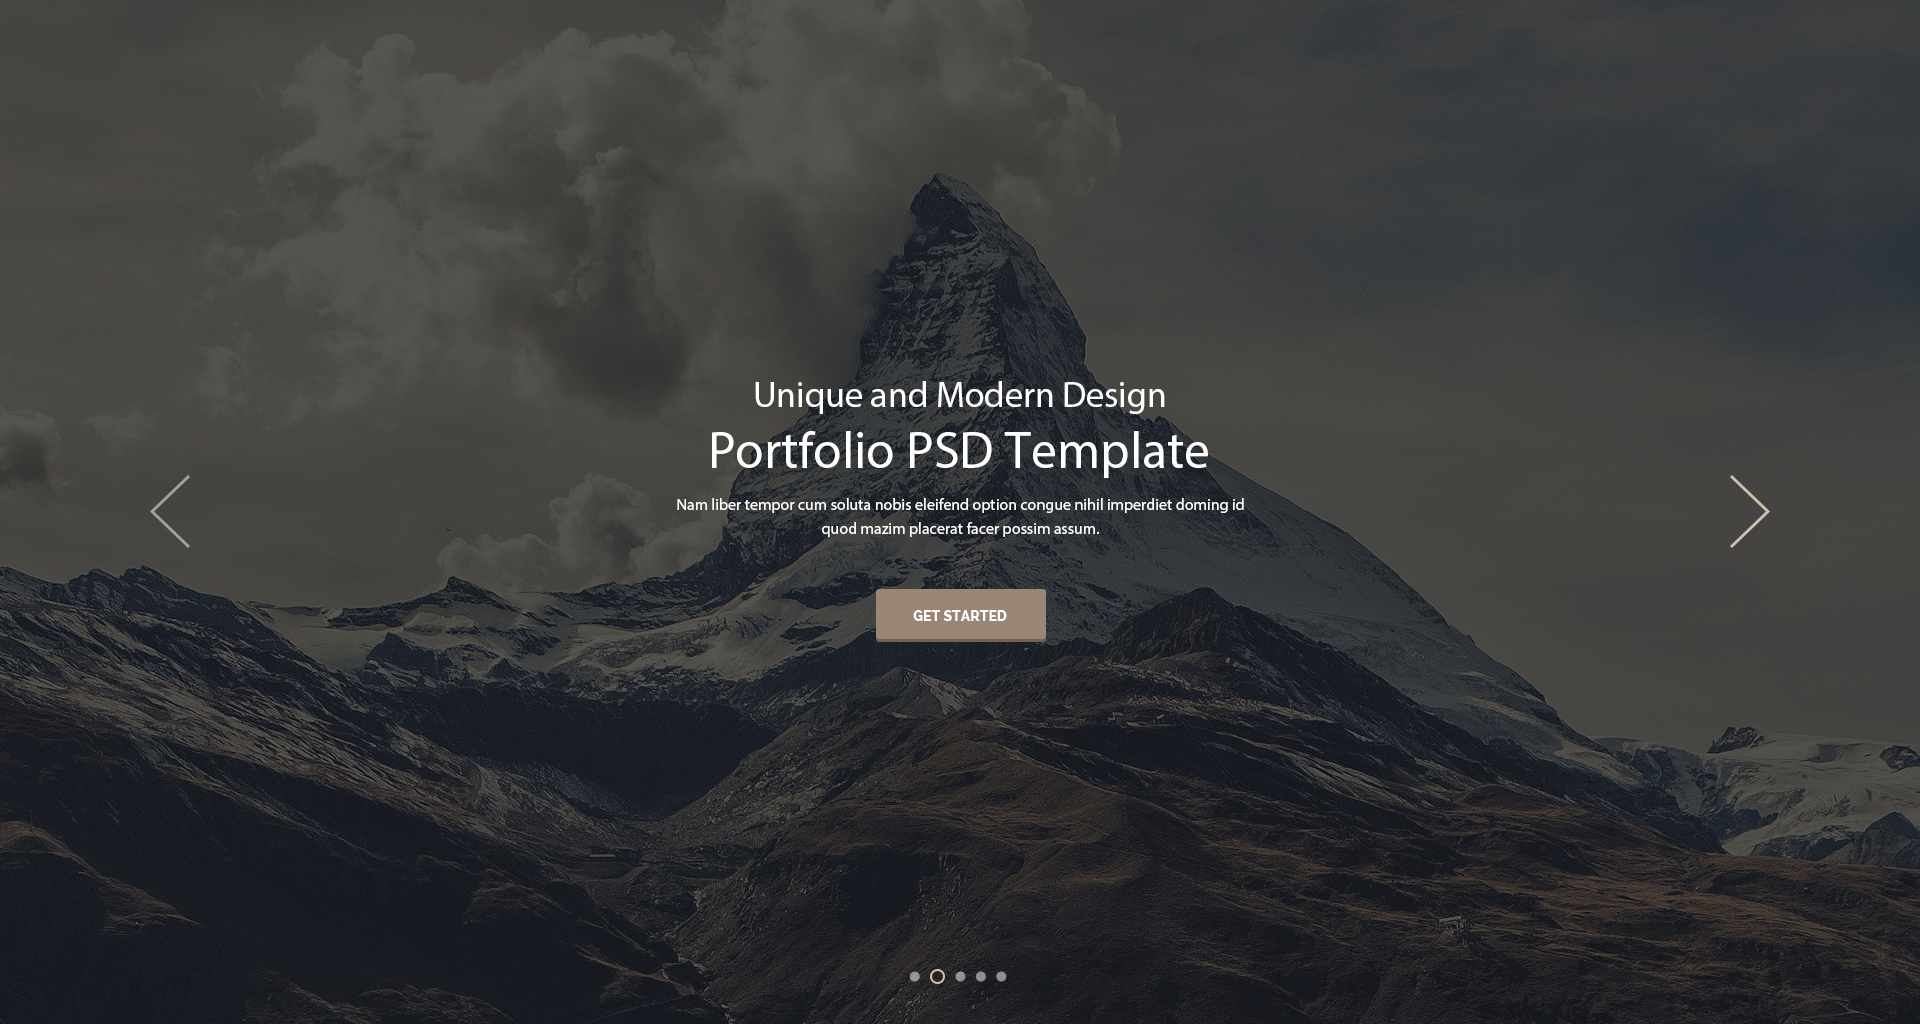 Unique and Modern Design
Portfolio PSD Template
Nam liber tempor cum soluta nobis eleifend option congue nihil imperdiet doming id
quod mazim placerat facer possim assum.
GET STARTED